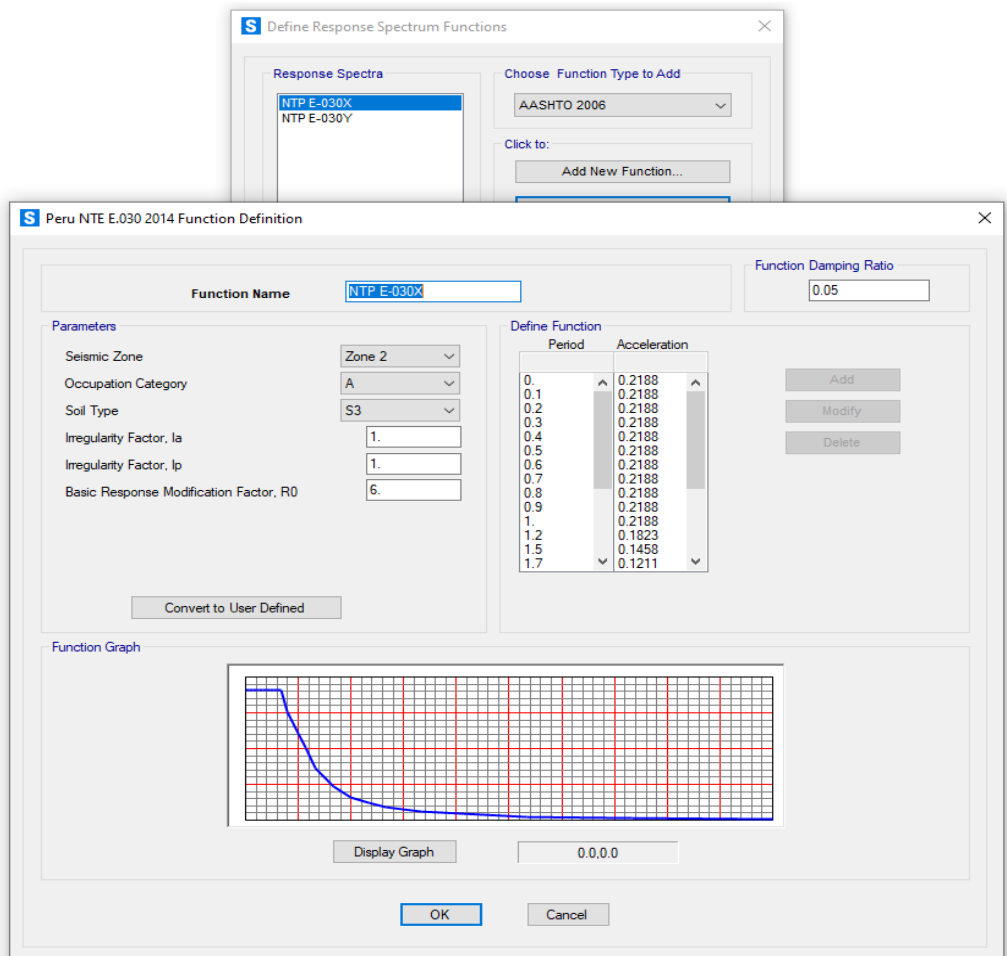 S Define Response Spectrum Functions
Response Spectra
NTP E-030X
NTP E-030Y
Choose Function Type to Add
AASHTO 2006
Click to:
Add New Function...
S Peru NTE E.030 2014 Function Definition
Function Name
NTP E-030X
Function Damping Ratio
0.05
Parameters
Seismic Zone
Zone 2
Occupation Category
A
Soil Type
S3
Irregularity Factor, Ia
1.
Irregularity Factor, Ip
1.
Basic Response Modification Factor, R0
6.
Convert to User Defined
Define Function
Period Acceleration
0. 0.2188
0.1 0.2188
0.2 0.2188
0.3 0.2188
0.4 0.2188
0.5 0.2188
0.6 0.2188
0.7 0.2188
0.8 0.2188
0.9 0.2188
1. 0.2188
1.2 0.1823
1.5 0.1458
1.7 0.1211
Add
Modify
Delete
Function Graph
Display Graph
0.0,0.0
OK
Cancel